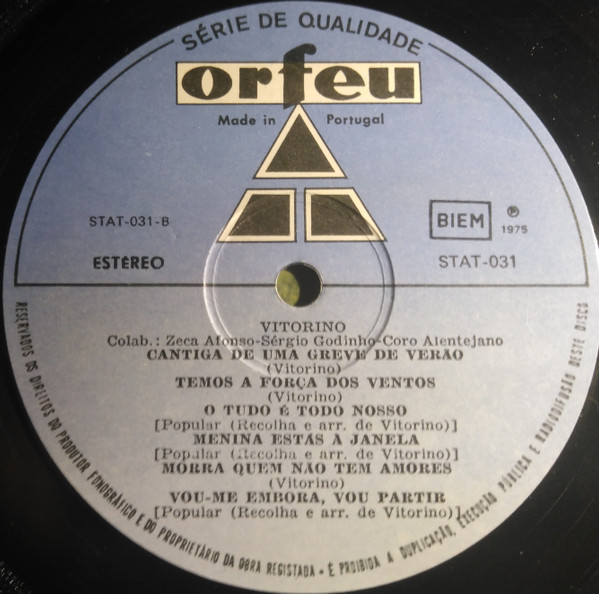 SÉRIE DE QUALIDADE
orfeu
Made in Portugal
STAT-031-B
BIEM
℗
1975
ESTÉREO
STAT-031
VITORINO
Colab.: Zeca Afonso-Sérgio Godinho-Coro Alentejano
CANTIGA DE UMA GREVE DE VERÃO
(Vitorino)
TEMOS A FORÇA DOS VENTOS
(Vitorino)
O TUDO É TODO NOSSO
[Popular (Recolha e arr. de Vitorino)]
MENINA ESTÁS Á JANELA
[Popular (Recolha e arr. de Vitorino)]
MORRA QUEM NÃO TEM AMORES
(Vitorino)
VOU-ME EMBORA, VOU PARTIR
[Popular (Recolha e arr. de Vitorino)]
RESERVADOS OS DIREITOS DO PRODUTOR FONOGRÁFICO E DO PROPRIETÁRIO DA OBRA REGISTADA - É PROIBIDA A DUPLICAÇÃO, EXECUÇÃO PÚBLICA E RADIODIFUSÃO DESTE DISCO